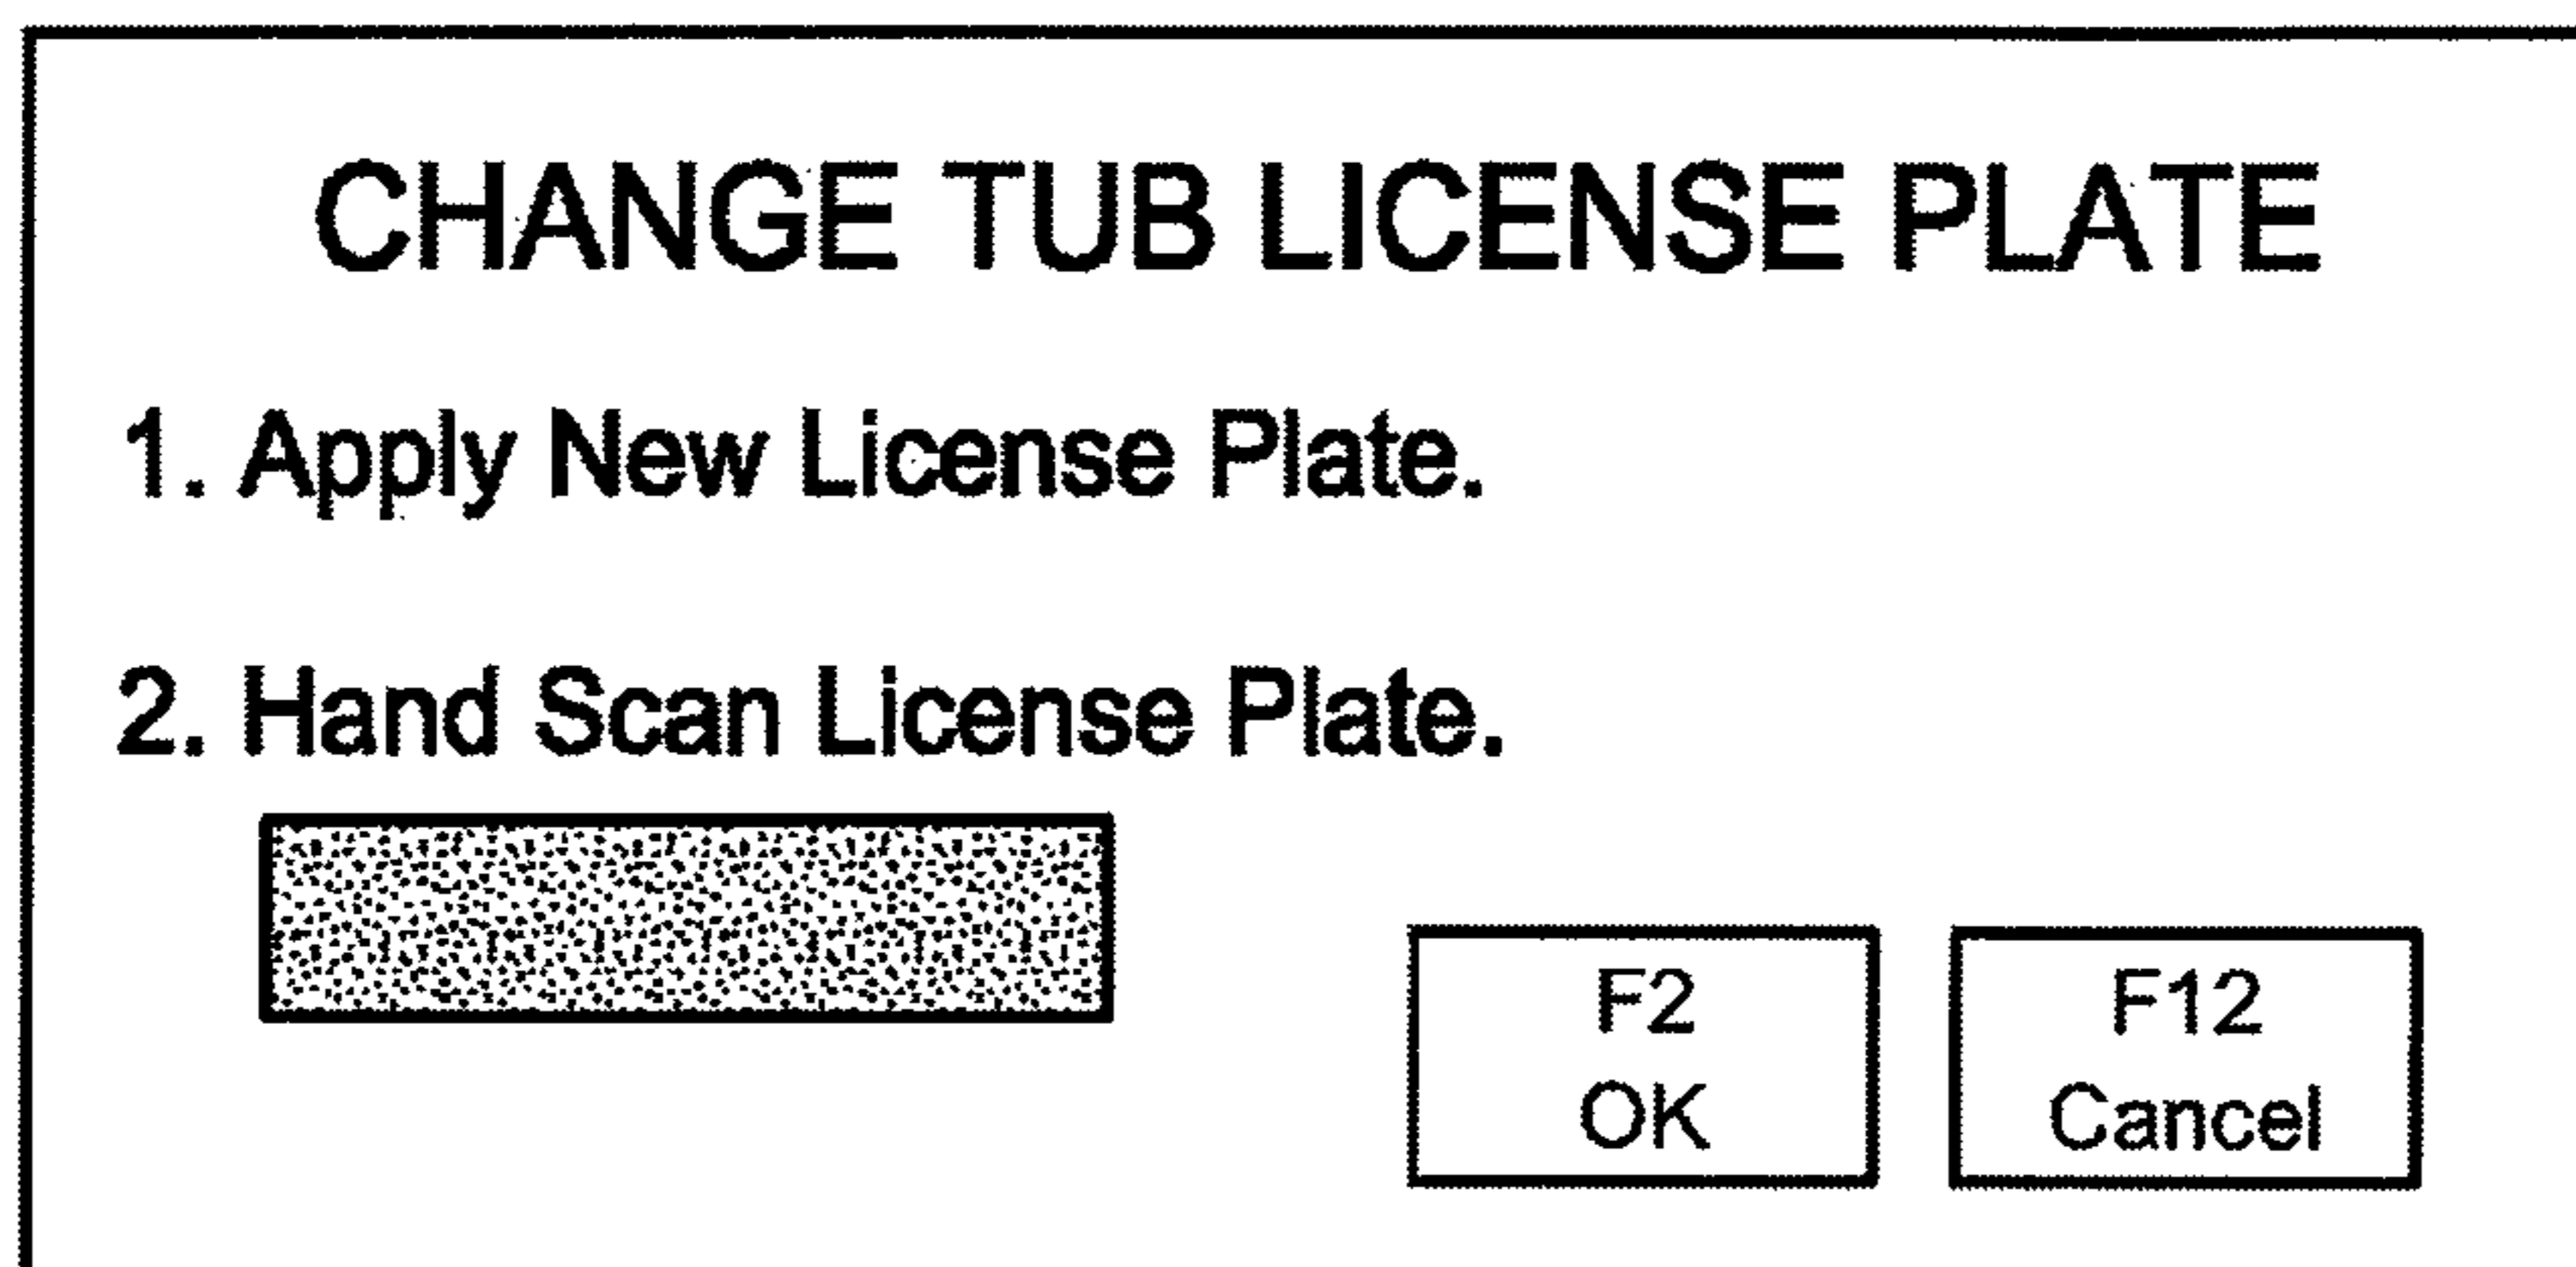 CHANGE TUB LICENSE PLATE
1. Apply New License Plate.
2. Hand Scan License Plate.
F2
OK
F12
Cancel